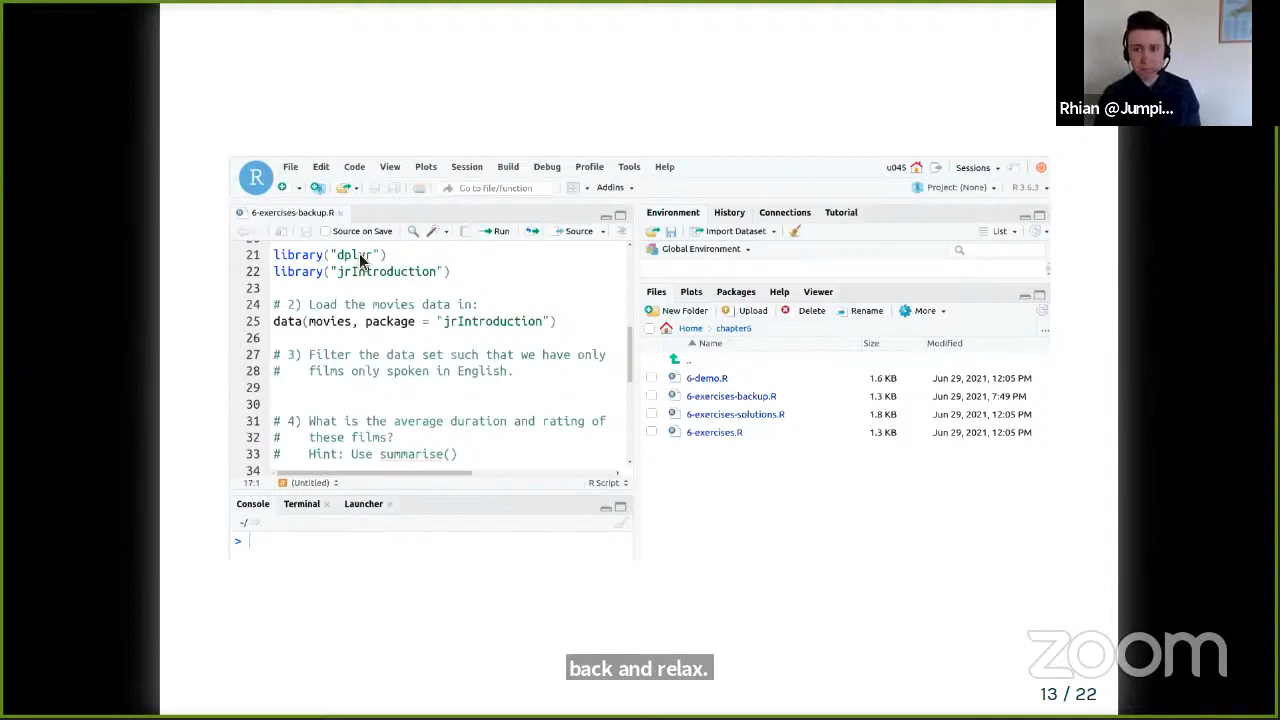 Rhian @Jumpi...
R
File Edit Code View Plots Session Build Debug Profile Tools Help
u045 Sessions
Go to file/function Addins
Project: (None) R 3.6.3
6-exercises-backup.R
Source on Save Run Source
21 library("dplyr")
22 library("jrIntroduction")
23
24 # 2) Load the movies data in:
25 data(movies, package = "jrIntroduction")
26
27 # 3) Filter the data set such that we have only
28 # films only spoken in English.
29
30
31 # 4) What is the average duration and rating of
32 # these films?
33 # Hint: Use summarise()
34
17:1 (Untitled) R Script
Console Terminal Launcher
~/
>
Environment History Connections Tutorial
Import Dataset List
Global Environment
Files Plots Packages Help Viewer
New Folder Upload Delete Rename More
Home chapter6 ...
Name Size Modified
..
6-demo.R 1.6 KB Jun 29, 2021, 12:05 PM
6-exercises-backup.R 1.3 KB Jun 29, 2021, 7:49 PM
6-exercises-solutions.R 1.8 KB Jun 29, 2021, 12:05 PM
6-exercises.R 1.3 KB Jun 29, 2021, 12:05 PM
back and relax.
zoom
13 / 22